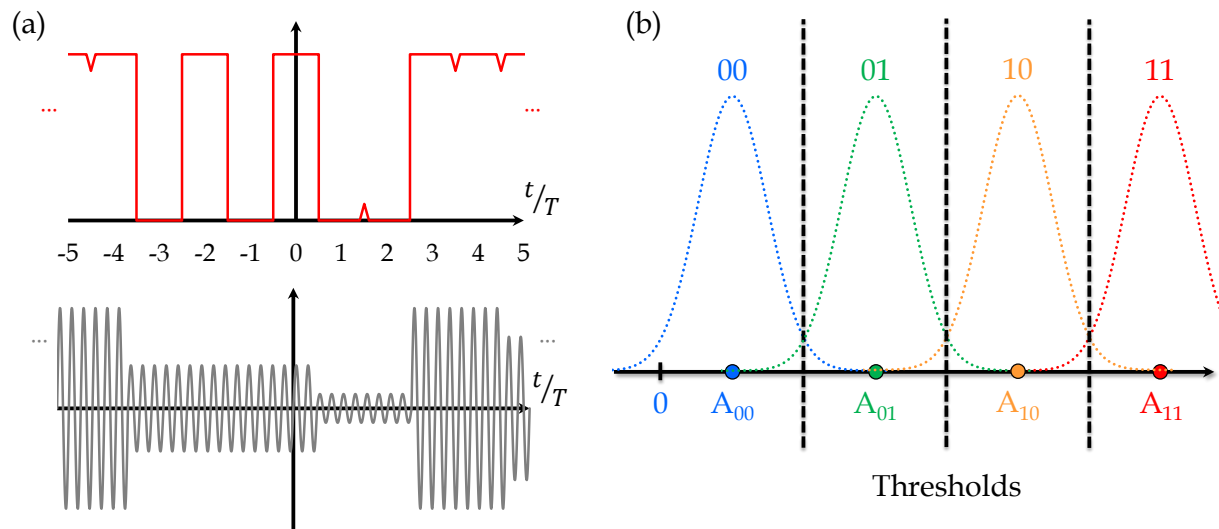 (a)
... ...
t/T
-5 -4 -3 -2 -1 0 1 2 3 4 5
... ...
t/T
(b)
00 01 10 11
0 A00 A01 A10 A11
Thresholds